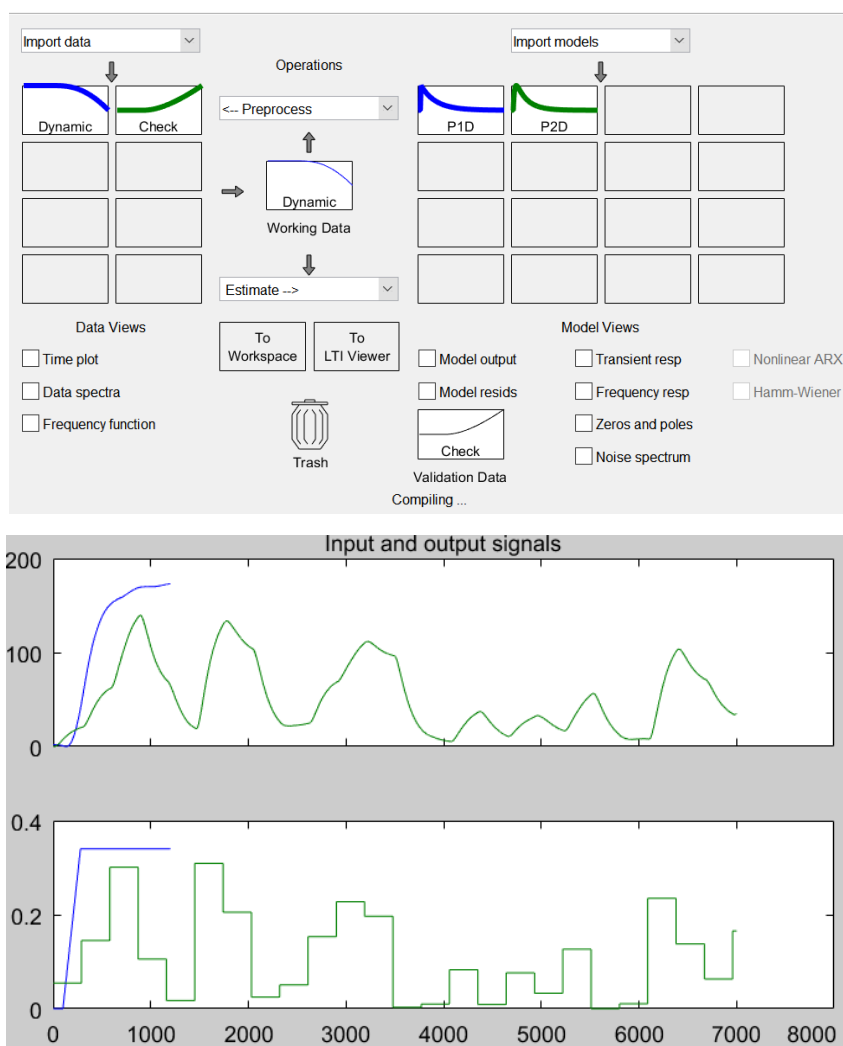 Import data
Import models
Operations
Dynamic
Check
<-- Preprocess
P1D
P2D
Dynamic
Working Data
Estimate -->
Data Views
Model Views
To
Workspace
To
LTI Viewer
Time plot
Model output
Transient resp
Nonlinear ARX
Data spectra
Model resids
Frequency resp
Hamm-Wiener
Frequency function
Zeros and poles
Check
Noise spectrum
Trash
Validation Data
Compiling ...
Input and output signals
200
100
0
0.4
0.2
0
0 1000 2000 3000 4000 5000 6000 7000 8000